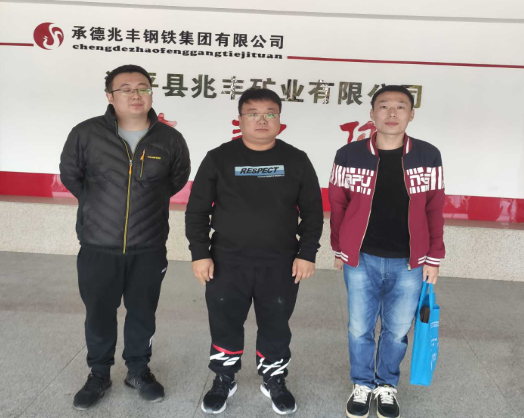 承德兆丰钢铁集团有限公司
chengdezhaofenggangtiejituan
平县兆丰矿业有限公司
RESPECT